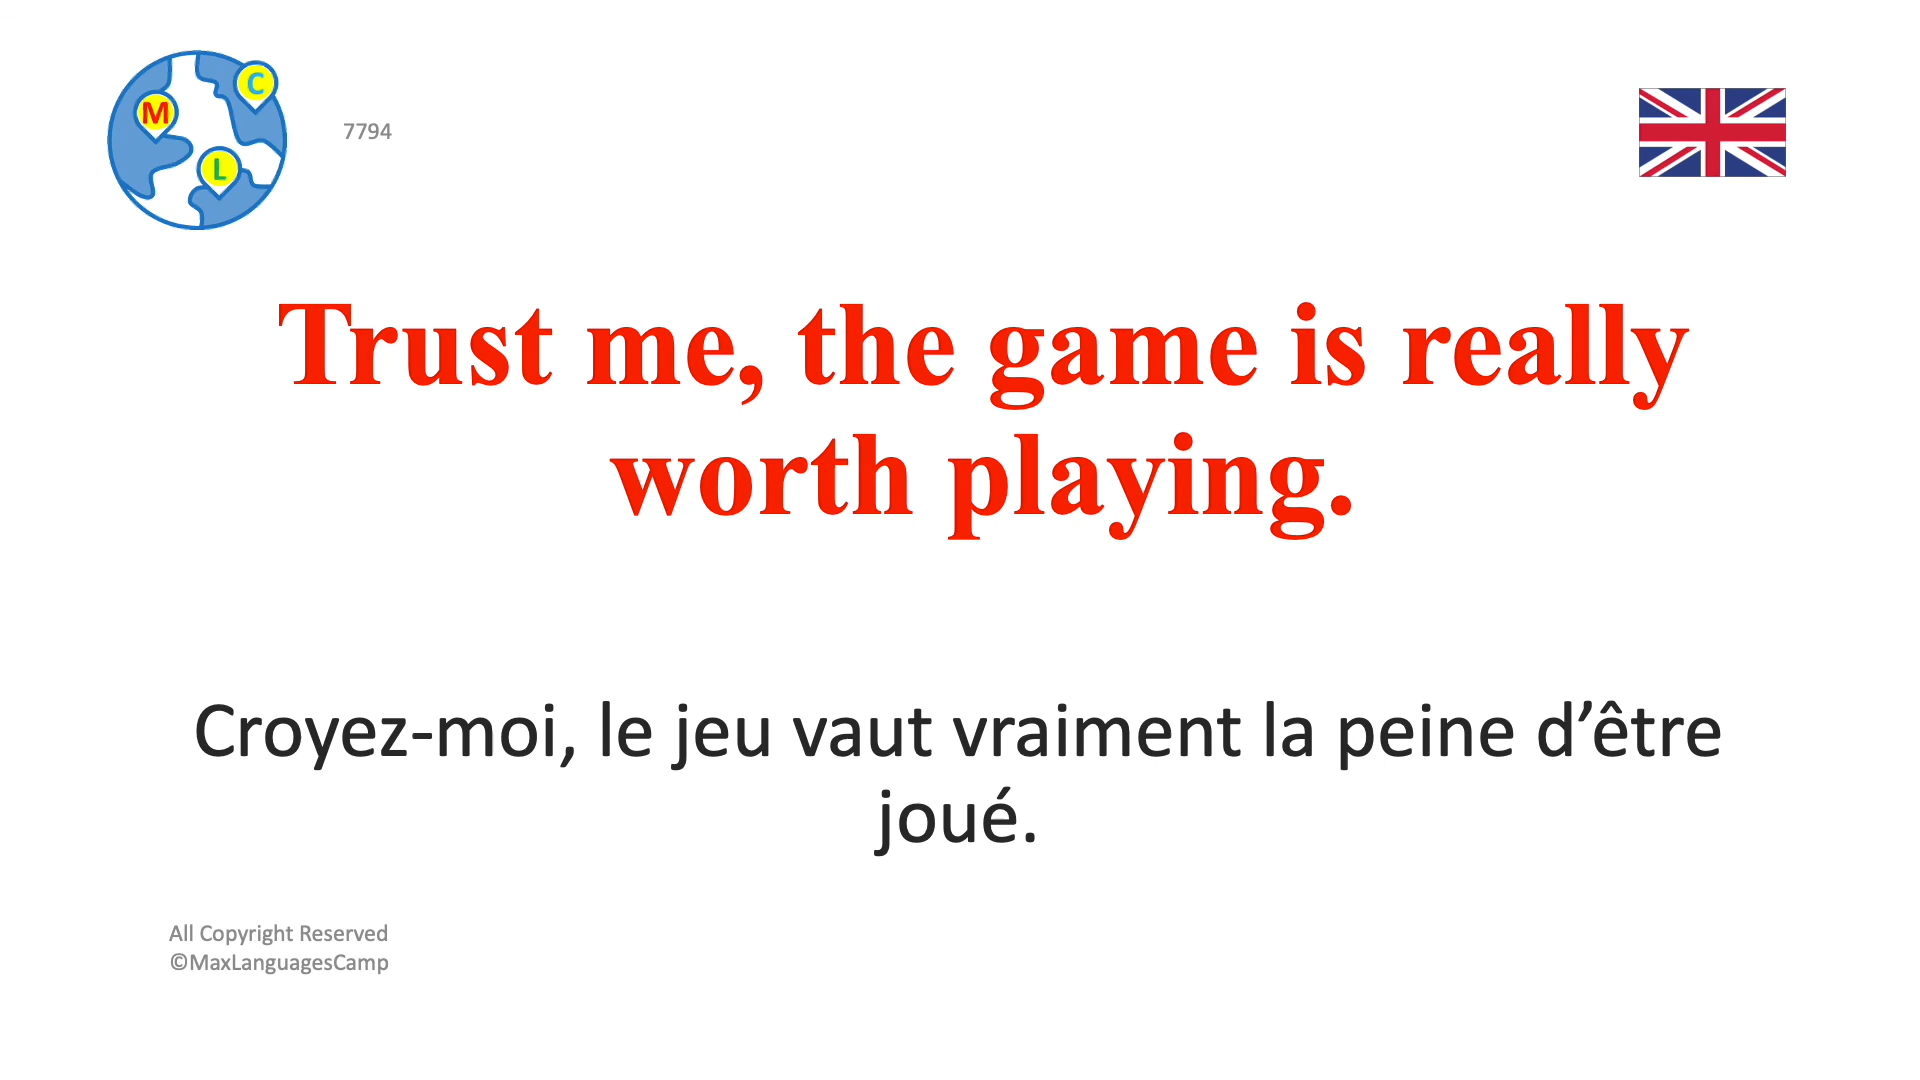 C
M
L
7794
Trust me, the game is really
worth playing.
Croyez-moi, le jeu vaut vraiment la peine d’être
joué.
All Copyright Reserved
©MaxLanguagesCamp